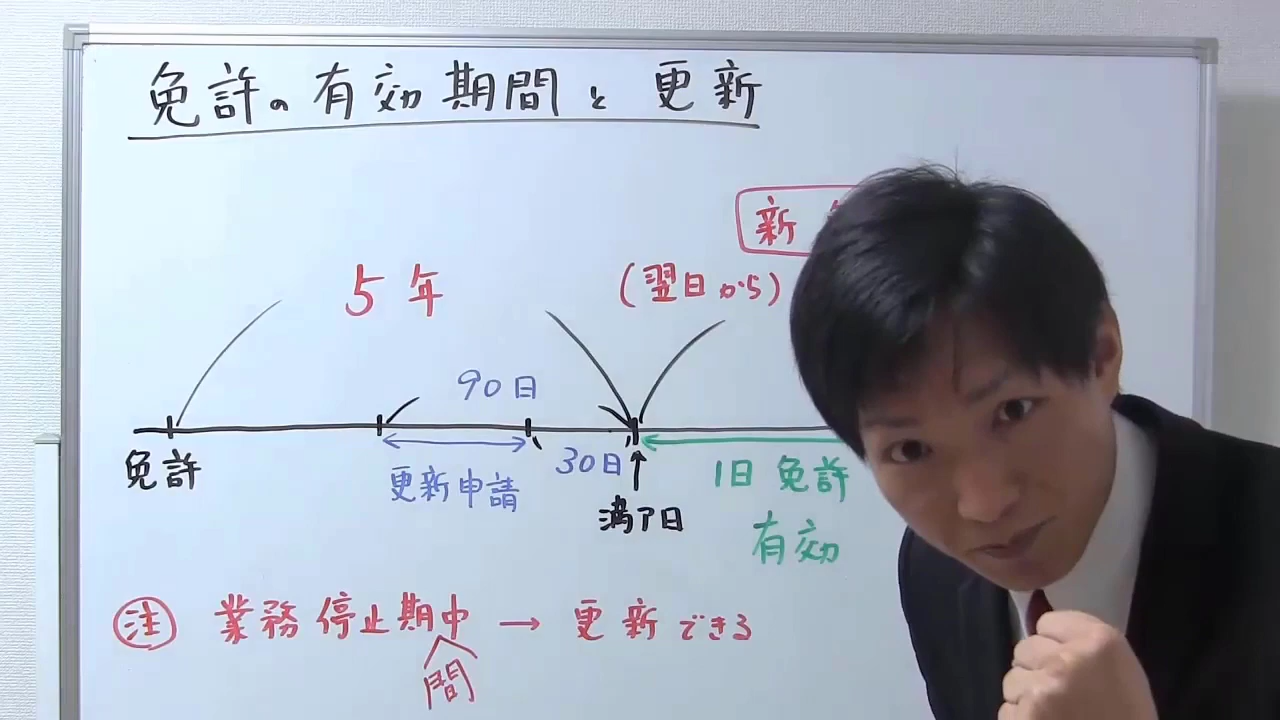 免許の有効期間と更新
新
5年
(翌日から)
90日
免許
更新申請
30日
満了日
1日免許
有効
注 業務停止期中 → 更新できる
間